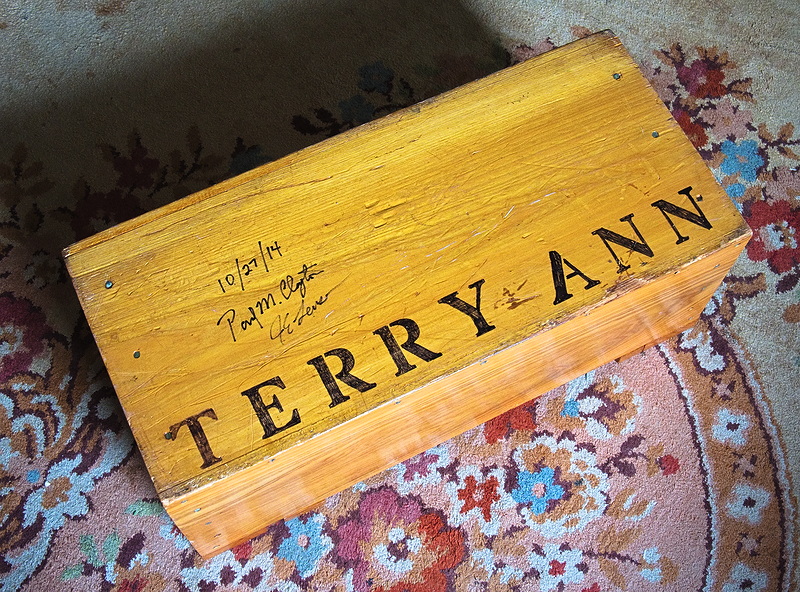 10/27/14
Paul M. Clayton
TERRY ANN